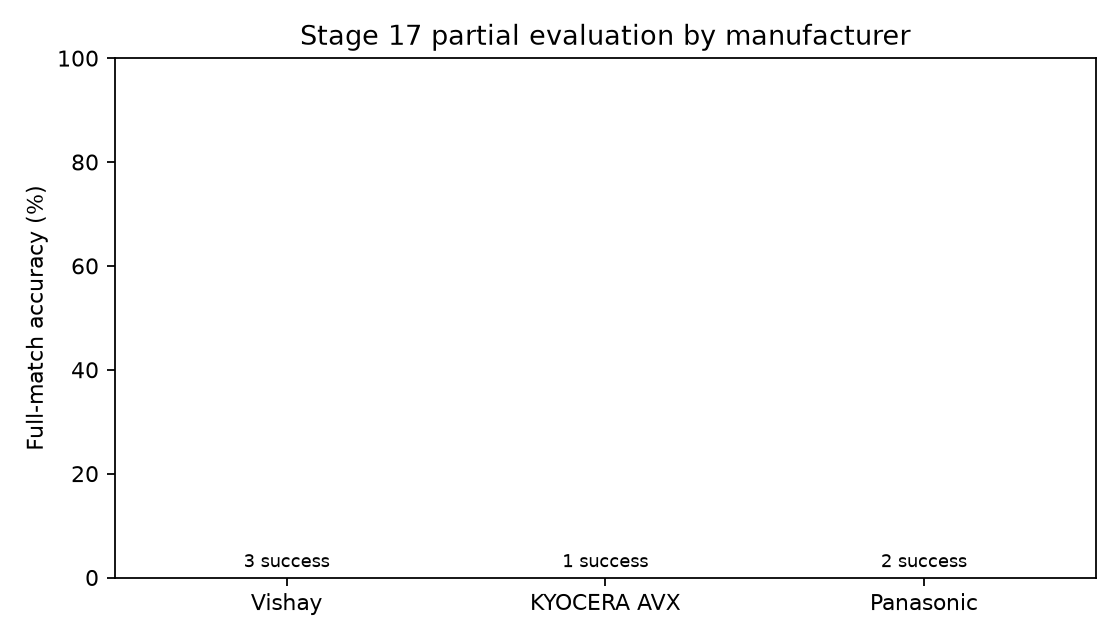 Stage 17 partial evaluation by manufacturer
Full-match accuracy (%)
100
80
60
40
20
0
3 success
1 success
2 success
Vishay
KYOCERA AVX
Panasonic